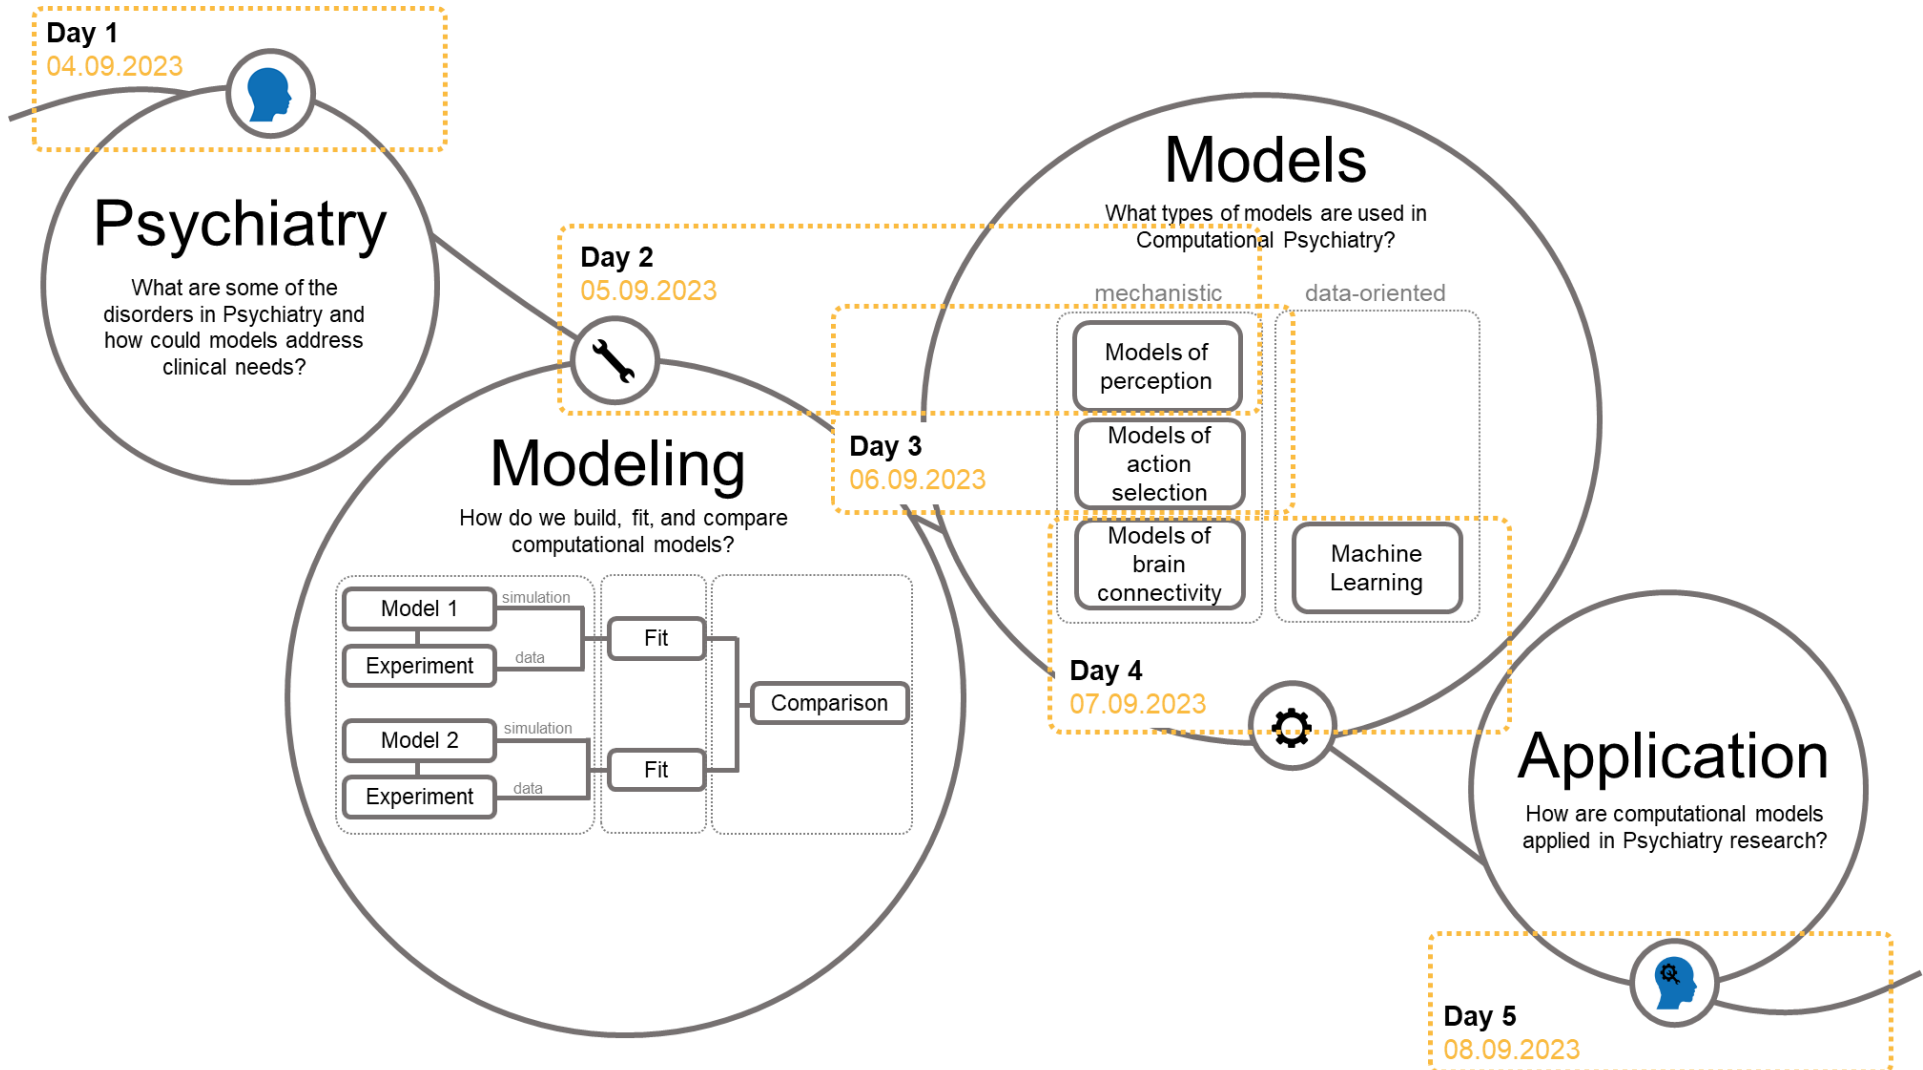 Day 1
04.09.2023
Psychiatry
What are some of the
disorders in Psychiatry and
how could models address
clinical needs?
Day 2
05.09.2023
Modeling
How do we build, fit, and compare
computational models?
Model 1
simulation
Experiment
data
Fit
Model 2
simulation
Experiment
data
Fit
Comparison
Day 3
06.09.2023
Models
What types of models are used in
Computational Psychiatry?
mechanistic
data-oriented
Models of
perception
Models of
action
selection
Models of
brain
connectivity
Machine
Learning
Day 4
07.09.2023
Application
How are computational models
applied in Psychiatry research?
Day 5
08.09.2023